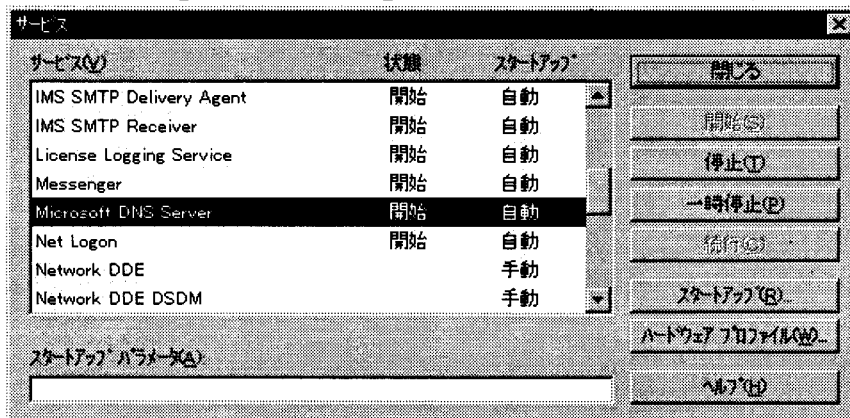 サービス
サービス(V) 状態 スタートアップ
IMS SMTP Delivery Agent 開始 自動
IMS SMTP Receiver 開始 自動
License Logging Service 開始 自動
Messenger 開始 自動
Microsoft DNS Server 開始 自動
Net Logon 開始 自動
Network DDE 手動
Network DDE DSDM 手動
スタートアップ パラメータ(A):
閉じる
開始(S)
停止(T)
一時停止(P)
続行(C)
スタートアップ(R)...
ハードウェア プロファイル(W)...
ヘルプ(H)